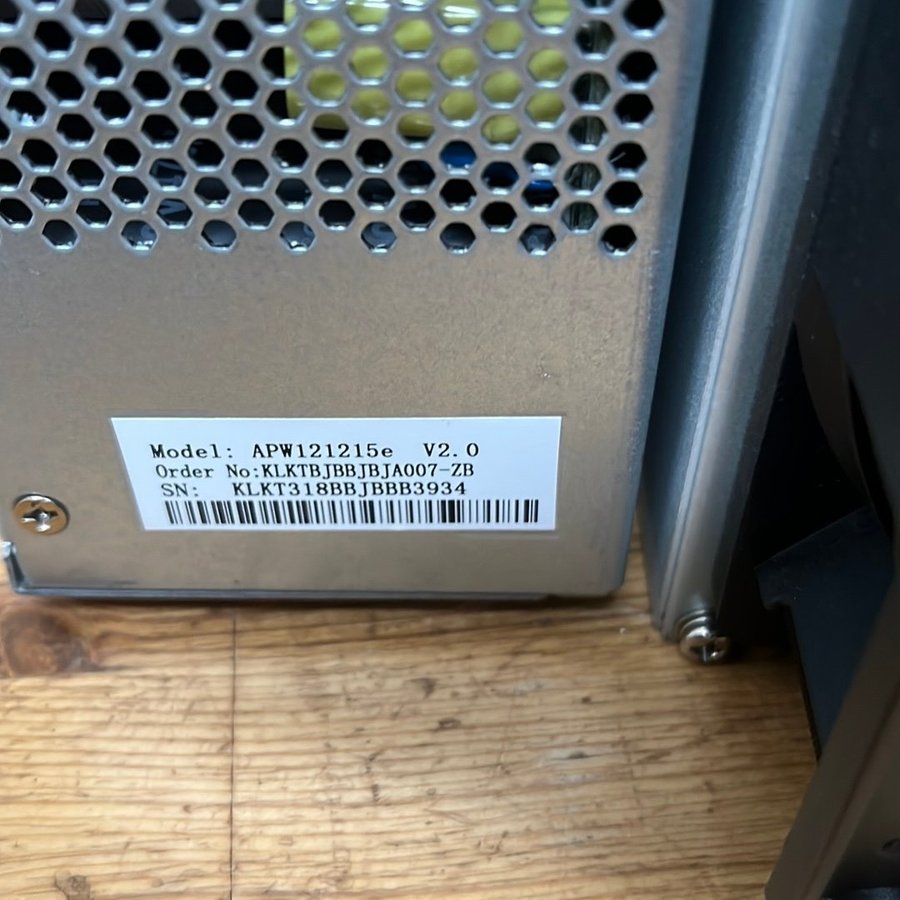 Model: APW121215e V2.0
Order No:KLKTBJBBJBJA007-ZB
SN: KLKT318BBJBBB3934